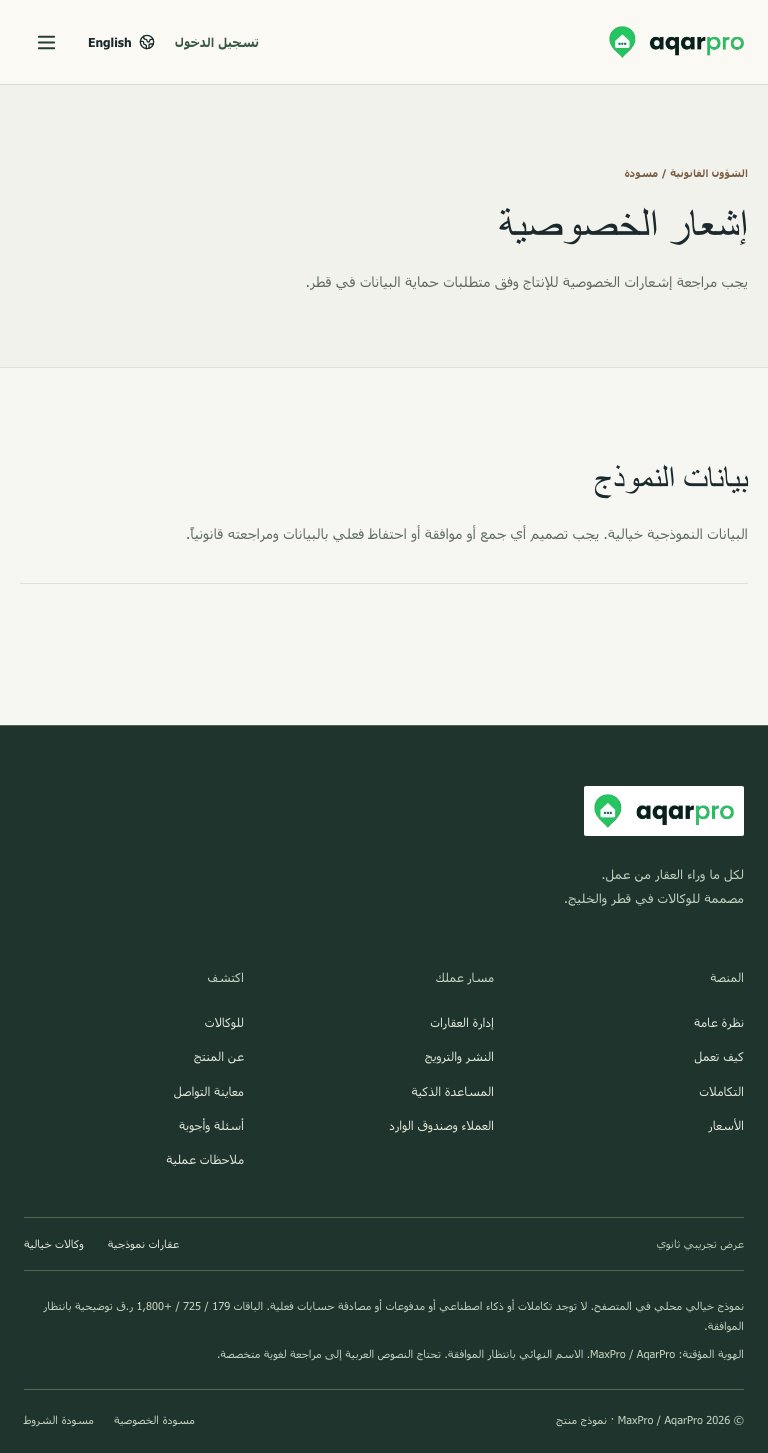 aqarpro
تسجيل الدخول
English
الشؤون القانونية / مسودة
إشعار الخصوصية
يجب مراجعة إشعارات الخصوصية للإنتاج وفق متطلبات حماية البيانات في قطر.
بيانات النموذج
البيانات النموذجية خيالية. يجب تصميم أي جمع أو موافقة أو احتفاظ فعلي بالبيانات ومراجعته قانونياً.
aqarpro
لكل ما وراء العقار من عمل.
مصممة للوكالات في قطر والخليج.
المنصة
نظرة عامة
كيف تعمل
التكاملات
الأسعار
مسار عملك
إدارة العقارات
النشر والترويج
المساعدة الذكية
العملاء وصندوق الوارد
اكتشف
للوكالات
عن المنتج
معاينة التواصل
أسئلة وأجوبة
ملاحظات عملية
عرض تجريبي ثانوي
عقارات نموذجية
وكالات خيالية
نموذج خيالي محلي في المتصفح. لا توجد تكاملات أو ذكاء اصطناعي أو مدفوعات أو مصادقة حسابات فعلية. الباقات 179 / 725 / +1,800 ر.ق توضيحية بانتظار
الموافقة.
الهوية المؤقتة: MaxPro / AqarPro. الاسم النهائي بانتظار الموافقة. تحتاج النصوص العربية إلى مراجعة لغوية متخصصة.
© 2026 MaxPro / AqarPro · نموذج منتج
مسودة الخصوصية
مسودة الشروط